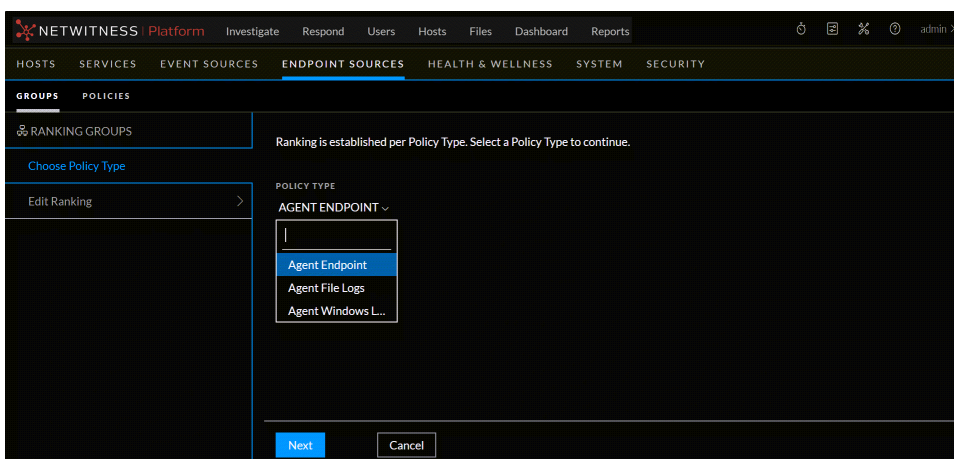 NETWITNESS Platform Investigate Respond Users Hosts Files Dashboard Reports admin
HOSTS SERVICES EVENT SOURCES ENDPOINT SOURCES HEALTH & WELLNESS SYSTEM SECURITY
GROUPS POLICIES
RANKING GROUPS
Choose Policy Type
Edit Ranking
Ranking is established per Policy Type. Select a Policy Type to continue.
POLICY TYPE
AGENT ENDPOINT
Agent Endpoint
Agent File Logs
Agent Windows L...
Next Cancel